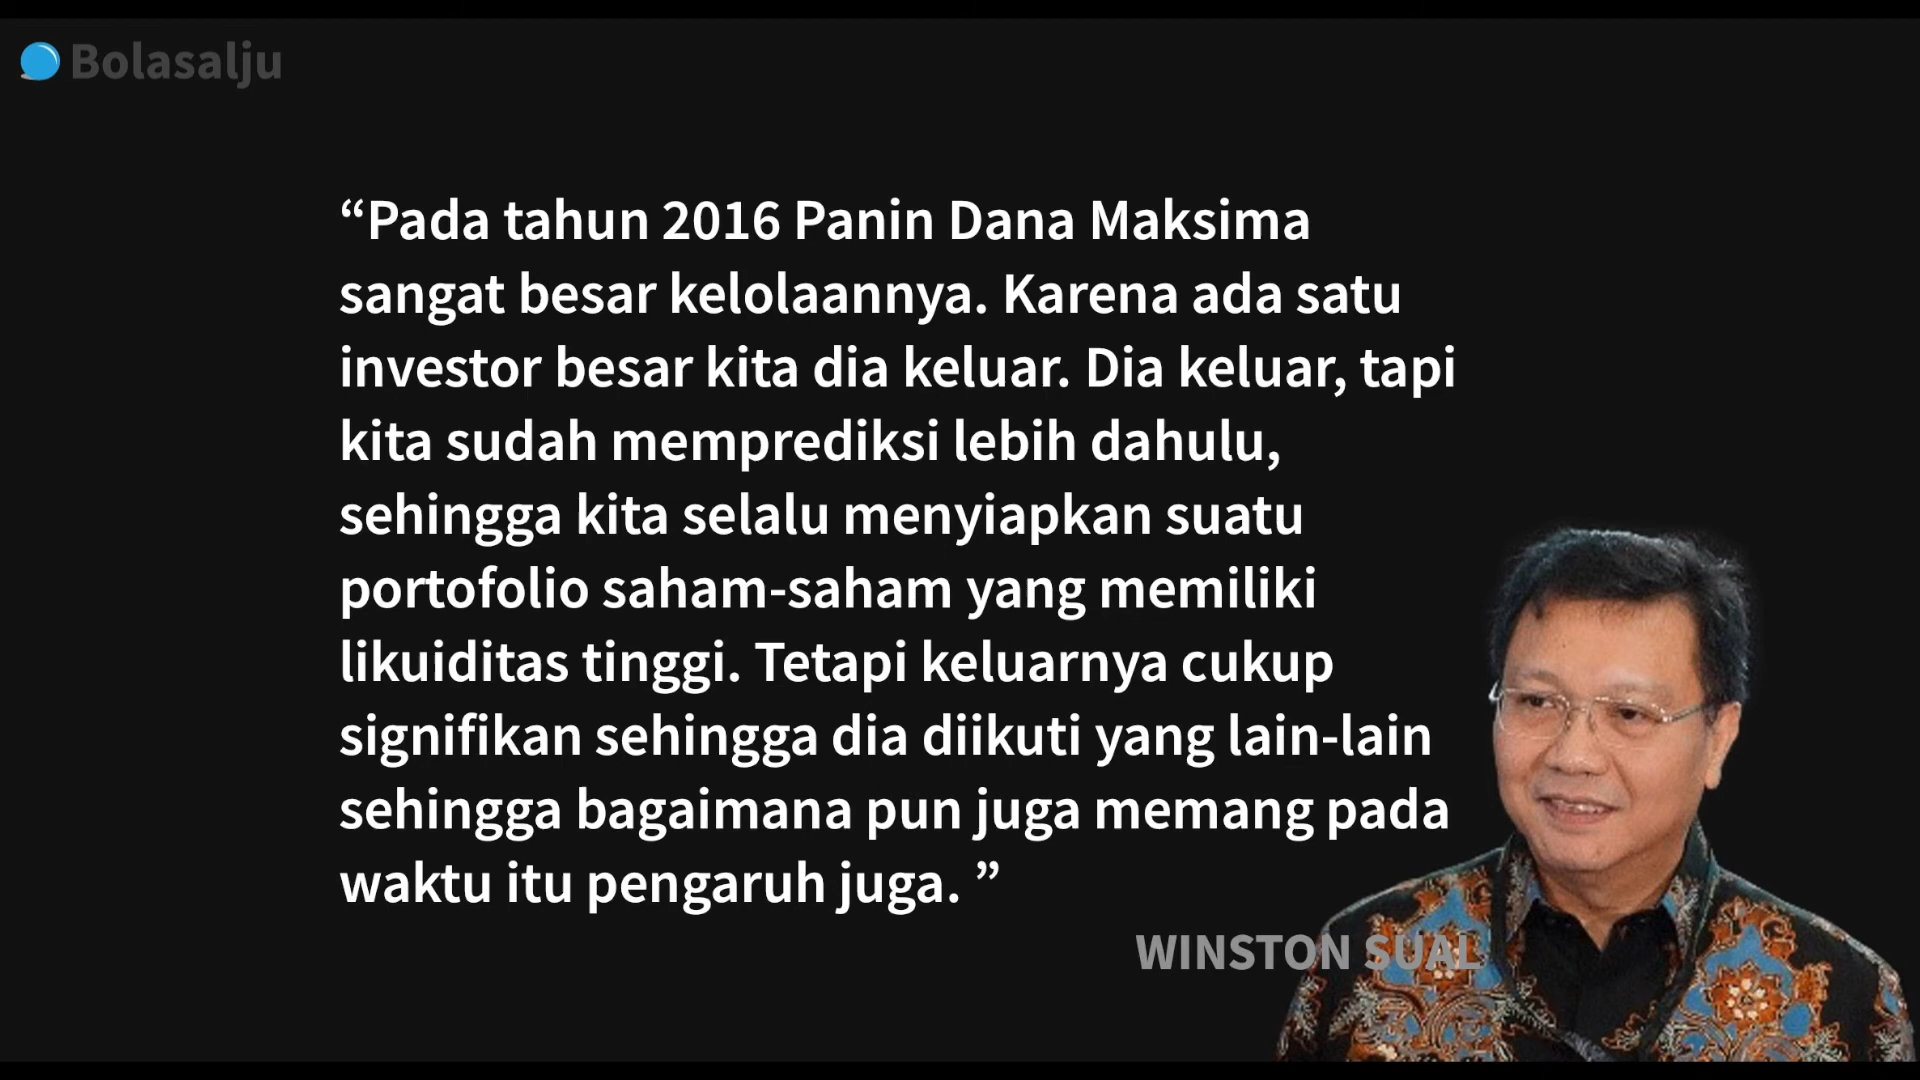 Bolasalju
“Pada tahun 2016 Panin Dana Maksima
sangat besar kelolaannya. Karena ada satu
investor besar kita dia keluar. Dia keluar, tapi
kita sudah memprediksi lebih dahulu,
sehingga kita selalu menyiapkan suatu
portofolio saham-saham yang memiliki
likuiditas tinggi. Tetapi keluarnya cukup
signifikan sehingga dia diikuti yang lain-lain
sehingga bagaimana pun juga memang pada
waktu itu pengaruh juga. ”
WINSTON SUAL